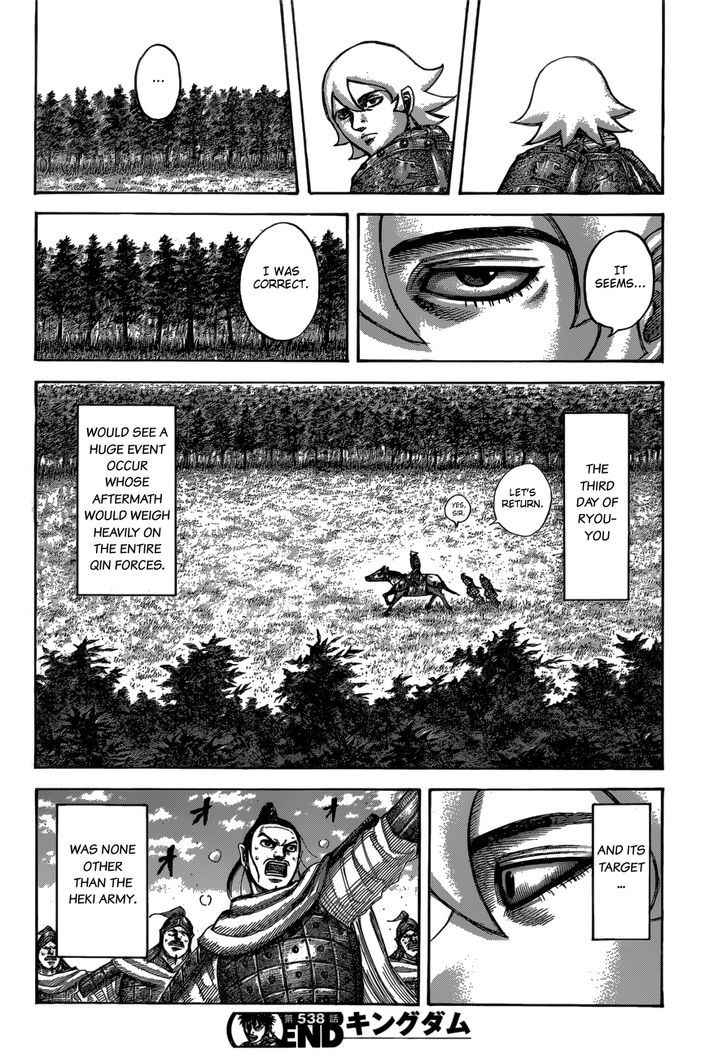 ...
IT
SEEMS...
I WAS
CORRECT.
THE
THIRD
DAY OF
RYOU-
YOU
LET'S
RETURN.
YES,
SIR.
WOULD SEE A
HUGE EVENT
OCCUR
WHOSE
AFTERMATH
WOULD WEIGH
HEAVILY ON
THE ENTIRE
QIN FORCES.
AND ITS
TARGET
...
WAS NONE
OTHER
THAN THE
HEKI ARMY.
オオ
第538話
END キングダム